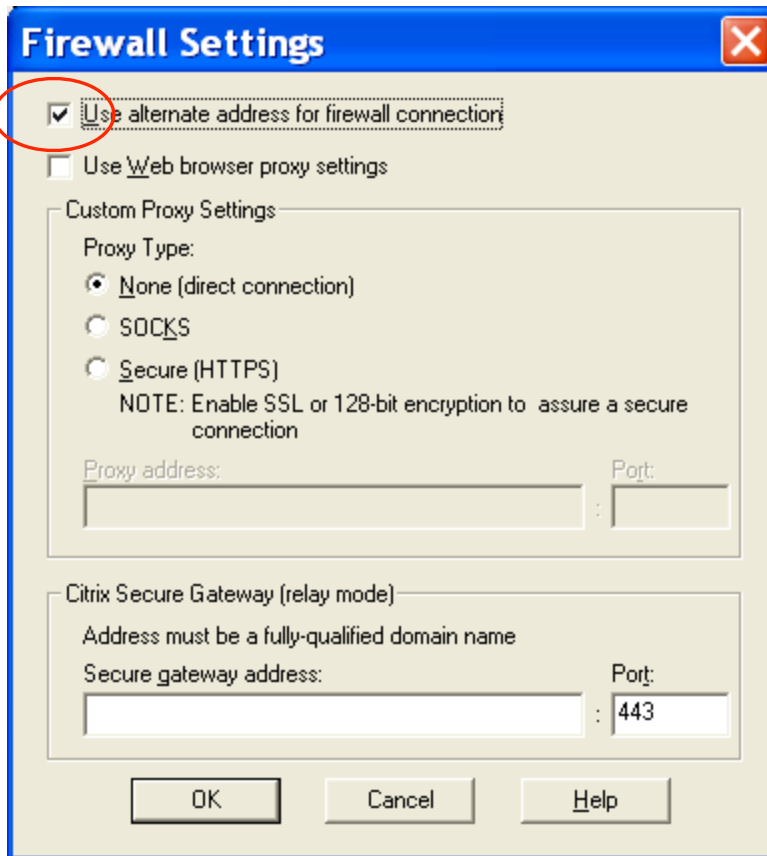 Firewall Settings
Use alternate address for firewall connection
Use Web browser proxy settings
Custom Proxy Settings
Proxy Type:
None (direct connection)
SOCKS
Secure (HTTPS)
NOTE: Enable SSL or 128-bit encryption to assure a secure
connection
Proxy address: Port:
:
Citrix Secure Gateway (relay mode)
Address must be a fully-qualified domain name
Secure gateway address: Port:
: 443
OK Cancel Help